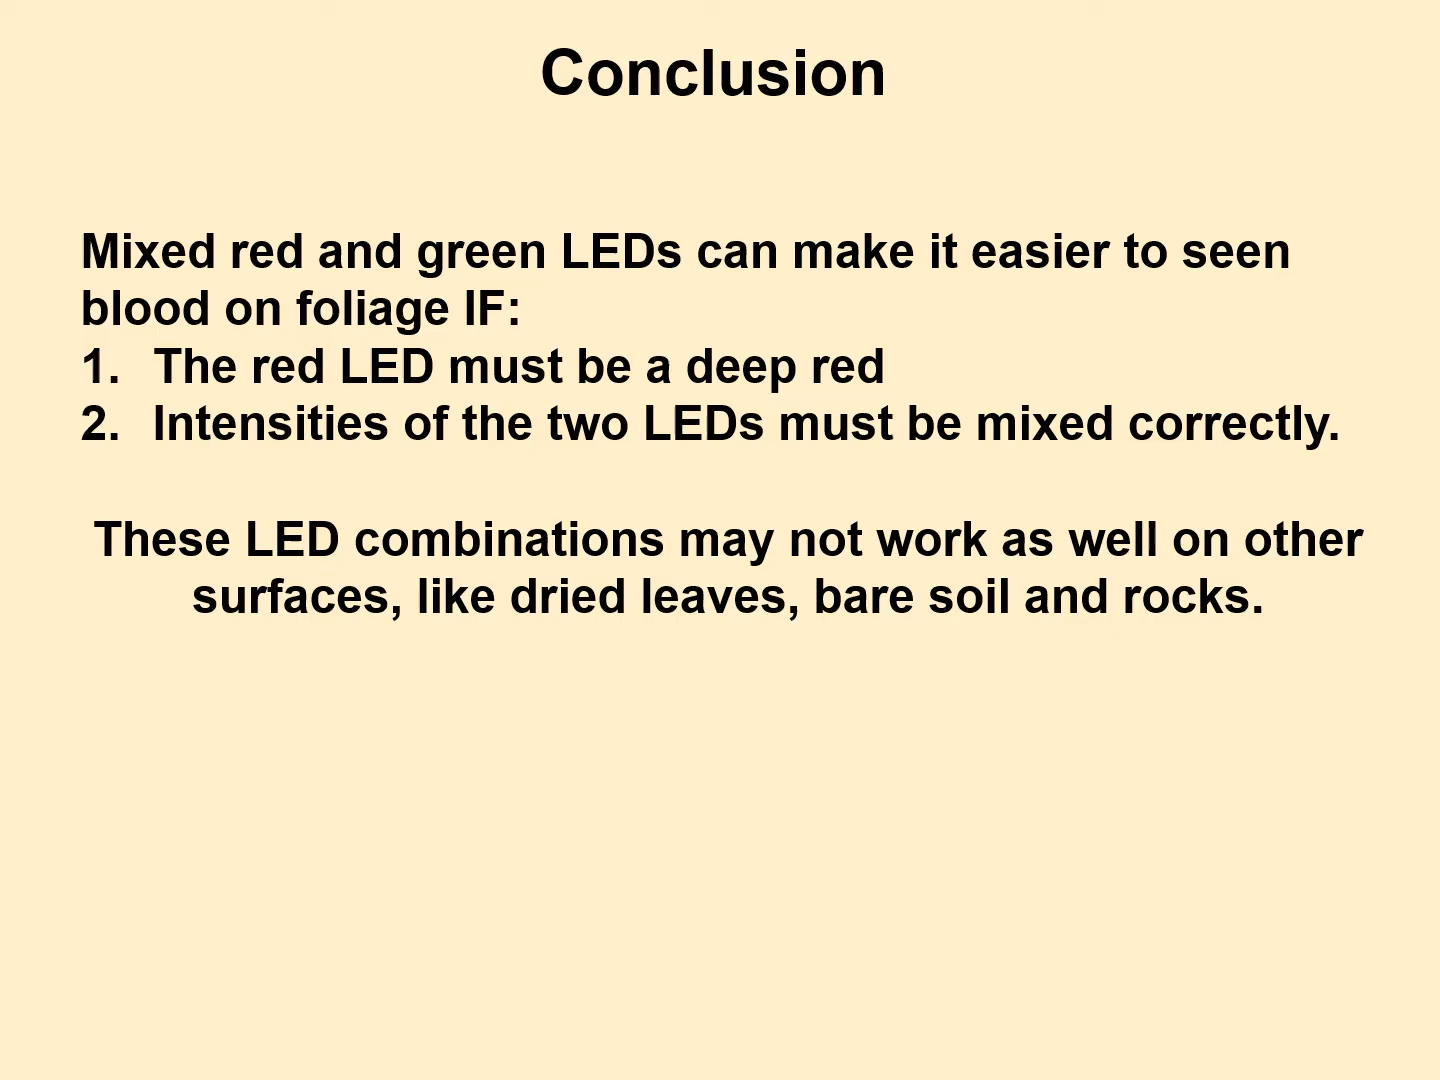 Conclusion
Mixed red and green LEDs can make it easier to seen
blood on foliage IF:
1. The red LED must be a deep red
2. Intensities of the two LEDs must be mixed correctly.
These LED combinations may not work as well on other
surfaces, like dried leaves, bare soil and rocks.